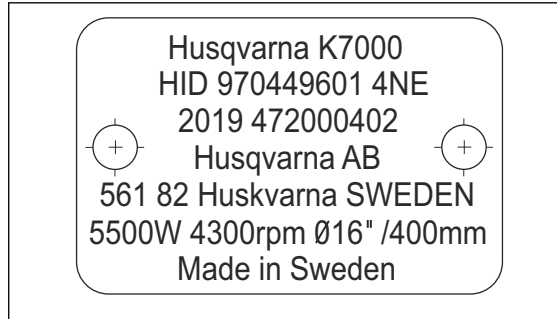 Husqvarna K7000
HID 970449601 4NE
2019 472000402
Husqvarna AB
561 82 Huskvarna SWEDEN
5500W 4300rpm Ø16" /400mm
Made in Sweden